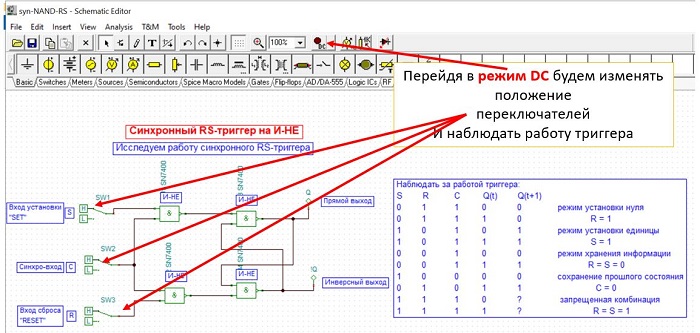 syn-NAND-RS - Schematic Editor
File Edit Insert View Analysis T&M Tools Help
100%
DC
Basic Switches Meters Sources Semiconductors Spice Macro Models Gates Flip-flops AD/DA-555 Logic ICs RF
Перейдя в режим DC будем изменять
положение
переключателей
И наблюдать работу триггера
Синхронный RS-триггер на И-НЕ
Исследуем работу синхронного RS-триггера
Вход установки
"SET"
S
H
L
SW1
SN7400
И-НЕ
&
SN7400
И-НЕ
&
Q
Прямой выход
SW2
Синхро-вход
C
H
L
SN7400
И-НЕ
&
И-НЕ
&
Инверсный выход
Вход сброса
"RESET"
R
H
L
SW3
Наблюдать за работой триггера:
S R C Q(t) Q(t+1)
0 1 1 0 0 режим установки нуля
0 1 1 1 0 R = 1
1 0 1 0 1 режим установки единицы
1 0 1 1 1 S = 1
0 0 1 0 0 режим хранения информации
0 0 1 1 1 R = S = 0
0 1 0 0 0 сохранение прошлого состояния
1 0 0 1 1 C = 0
1 1 1 0 ? запрещенная комбинация
1 1 1 1 ? R = S = 1